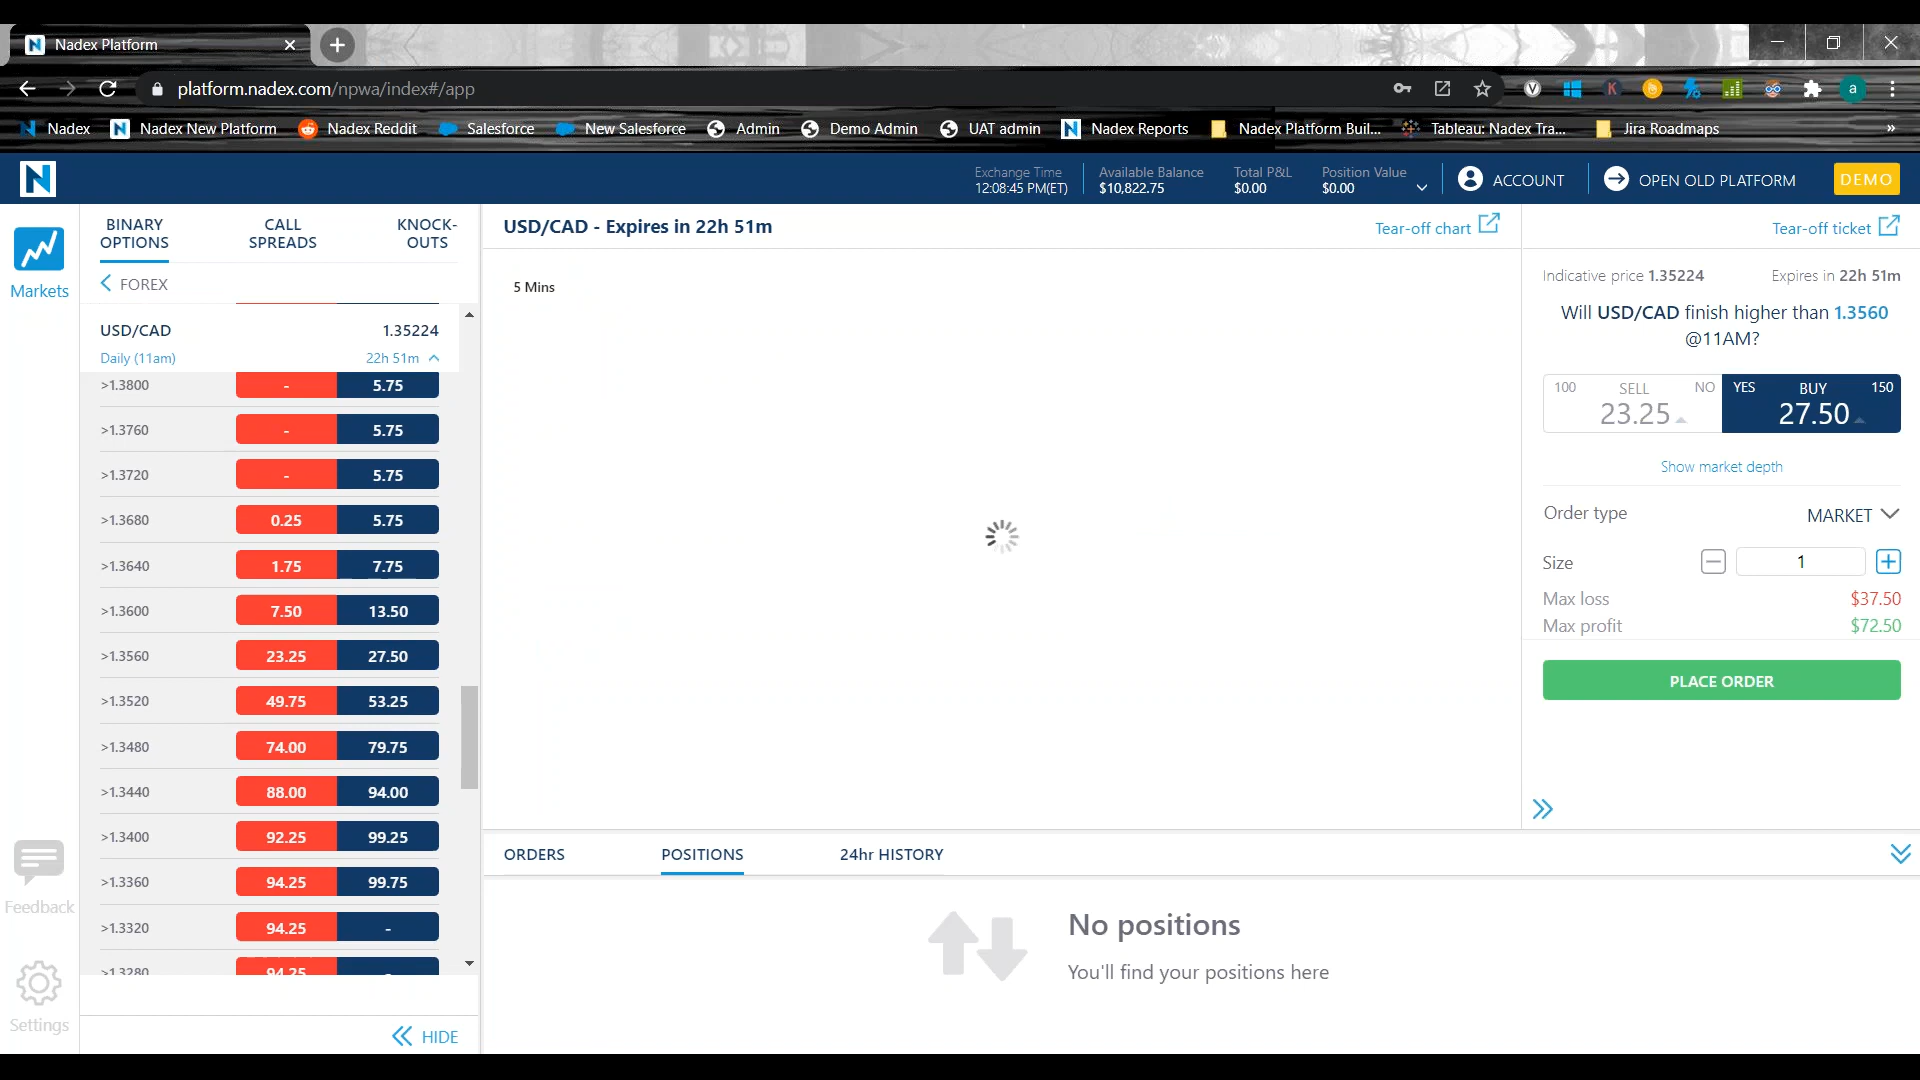 Nadex Platform
platform.nadex.com/npwa/index#/app
Nadex
Nadex New Platform
Nadex Reddit
Salesforce
New Salesforce
Admin
Demo Admin
UAT admin
Nadex Reports
Nadex Platform Buil...
Tableau: Nadex Tra...
Jira Roadmaps
»
Exchange Time
12:08:45 PM(ET)
Available Balance
$10,822.75
Total P&L
$0.00
Position Value
$0.00
ACCOUNT
OPEN OLD PLATFORM
DEMO
Markets
Feedback
Settings
BINARY
OPTIONS
CALL
SPREADS
KNOCK-
OUTS
FOREX
USD/CAD 1.35224
Daily (11am) 22h 51m
>1.3800 - 5.75
>1.3760 - 5.75
>1.3720 - 5.75
>1.3680 0.25 5.75
>1.3640 1.75 7.75
>1.3600 7.50 13.50
>1.3560 23.25 27.50
>1.3520 49.75 53.25
>1.3480 74.00 79.75
>1.3440 88.00 94.00
>1.3400 92.25 99.25
>1.3360 94.25 99.75
>1.3320 94.25 -
>1.3280 94.25 -
HIDE
USD/CAD - Expires in 22h 51m
Tear-off chart
5 Mins
Tear-off ticket
Indicative price 1.35224 Expires in 22h 51m
Will USD/CAD finish higher than 1.3560
@11AM?
100 SELL NO
23.25
YES BUY 150
27.50
Show market depth
Order type MARKET
Size 1
Max loss $37.50
Max profit $72.50
PLACE ORDER
ORDERS
POSITIONS
24hr HISTORY
No positions
You'll find your positions here